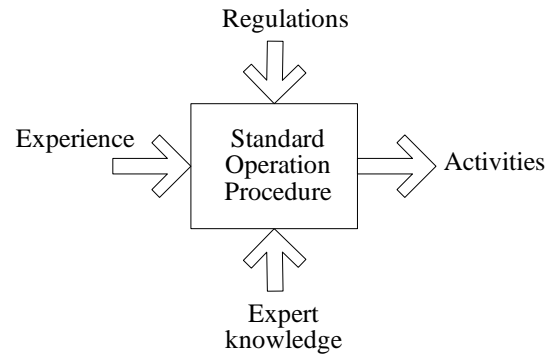 Regulations
Experience
Standard
Operation
Procedure
Activities
Expert
knowledge